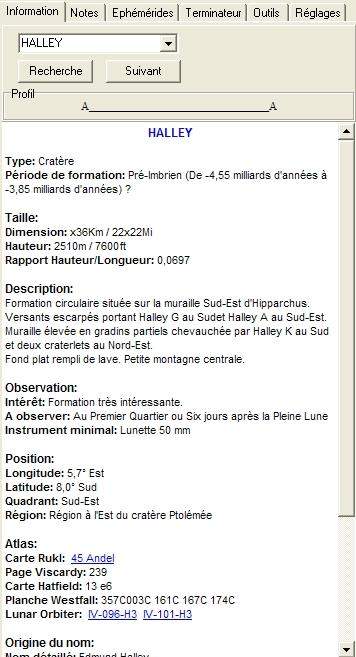 Information Notes Ephémérides Terminateur Outils Réglages
HALLEY
Recherche Suivant
Profil
A A
HALLEY
Type: Cratère
Période de formation: Pré-Imbrien (De -4,55 milliards d'années à
-3,85 milliards d'années) ?
Taille:
Dimension: x36Km / 22x22Mi
Hauteur: 2510m / 7600ft
Rapport Hauteur/Longueur: 0,0697
Description:
Formation circulaire située sur la muraille Sud-Est d'Hipparchus.
Versants escarpés portant Halley G au Sudet Halley A au Sud-Est.
Muraille élevée en gradins partiels chevauchée par Halley K au Sud
et deux craterlets au Nord-Est.
Fond plat rempli de lave. Petite montagne centrale.
Observation:
Intérêt: Formation très intéressante.
A observer: Au Premier Quartier ou Six jours après la Pleine Lune
Instrument minimal: Lunette 50 mm
Position:
Longitude: 5,7° Est
Latitude: 8,0° Sud
Quadrant: Sud-Est
Région: Région à l'Est du cratère Ptolémée
Atlas:
Carte Rukl: 45 Andel
Page Viscardy: 239
Carte Hatfield: 13 e6
Planche Westfall: 357C003C 161C 167C 174C
Lunar Orbiter: IV-096-H3 IV-101-H3
Origine du nom:
Nom détaillé: Edmund Halley